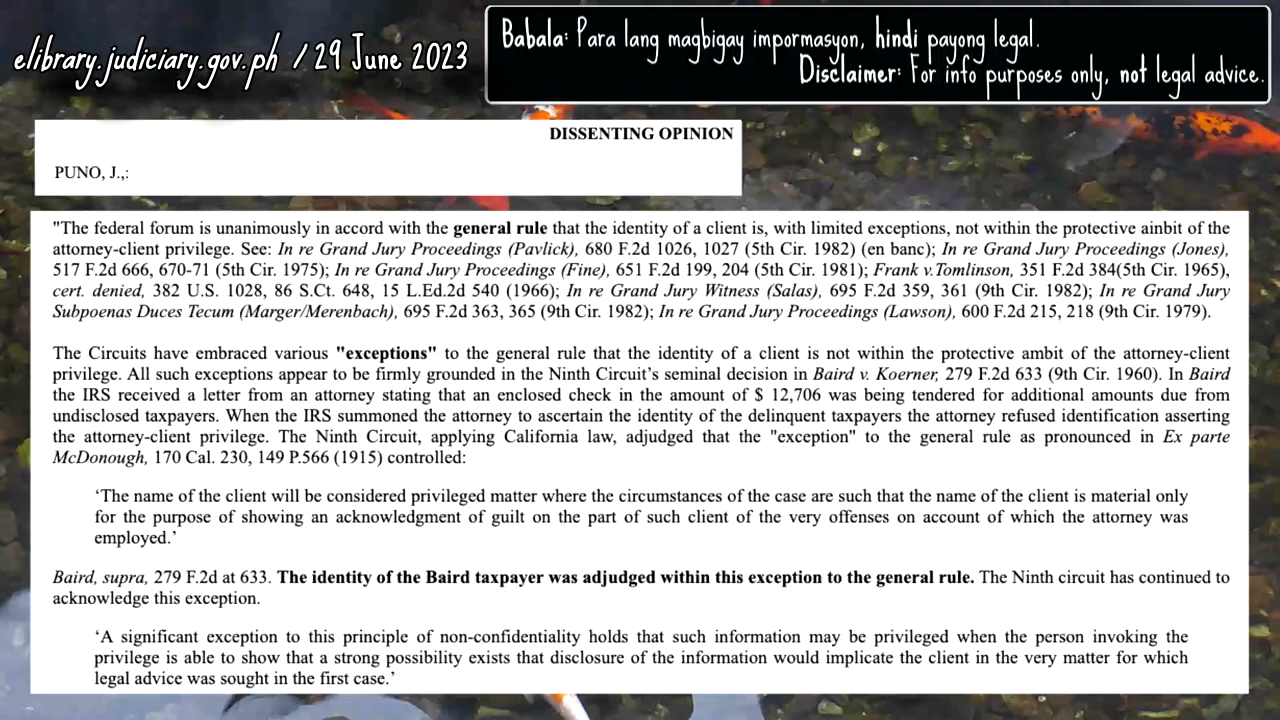 elibrary.judiciary.gov.ph / 29 June 2023
Babala: Para lang magbigay impormasyon, hindi payong legal.
Disclaimer: For info purposes only, not legal advice.
DISSENTING OPINION
PUNO, J.,:
"The federal forum is unanimously in accord with the general rule that the identity of a client is, with limited exceptions, not within the protective ainbit of the
attorney-client privilege. See: In re Grand Jury Proceedings (Pavlick), 680 F.2d 1026, 1027 (5th Cir. 1982) (en banc); In re Grand Jury Proceedings (Jones),
517 F.2d 666, 670-71 (5th Cir. 1975); In re Grand Jury Proceedings (Fine), 651 F.2d 199, 204 (5th Cir. 1981); Frank v.Tomlinson, 351 F.2d 384(5th Cir. 1965),
cert. denied, 382 U.S. 1028, 86 S.Ct. 648, 15 L.Ed.2d 540 (1966); In re Grand Jury Witness (Salas), 695 F.2d 359, 361 (9th Cir. 1982); In re Grand Jury
Subpoenas Duces Tecum (Marger/Merenbach), 695 F.2d 363, 365 (9th Cir. 1982); In re Grand Jury Proceedings (Lawson), 600 F.2d 215, 218 (9th Cir. 1979).
The Circuits have embraced various "exceptions" to the general rule that the identity of a client is not within the protective ambit of the attorney-client
privilege. All such exceptions appear to be firmly grounded in the Ninth Circuit's seminal decision in Baird v. Koerner, 279 F.2d 633 (9th Cir. 1960). In Baird
the IRS received a letter from an attorney stating that an enclosed check in the amount of $ 12,706 was being tendered for additional amounts due from
undisclosed taxpayers. When the IRS summoned the attorney to ascertain the identity of the delinquent taxpayers the attorney refused identification asserting
the attorney-client privilege. The Ninth Circuit, applying California law, adjudged that the "exception" to the general rule as pronounced in Ex parte
McDonough, 170 Cal. 230, 149 P.566 (1915) controlled:
'The name of the client will be considered privileged matter where the circumstances of the case are such that the name of the client is material only
for the purpose of showing an acknowledgment of guilt on the part of such client of the very offenses on account of which the attorney was
employed.'
Baird, supra, 279 F.2d at 633. The identity of the Baird taxpayer was adjudged within this exception to the general rule. The Ninth circuit has continued to
acknowledge this exception.
'A significant exception to this principle of non-confidentiality holds that such information may be privileged when the person invoking the
privilege is able to show that a strong possibility exists that disclosure of the information would implicate the client in the very matter for which
legal advice was sought in the first case.'